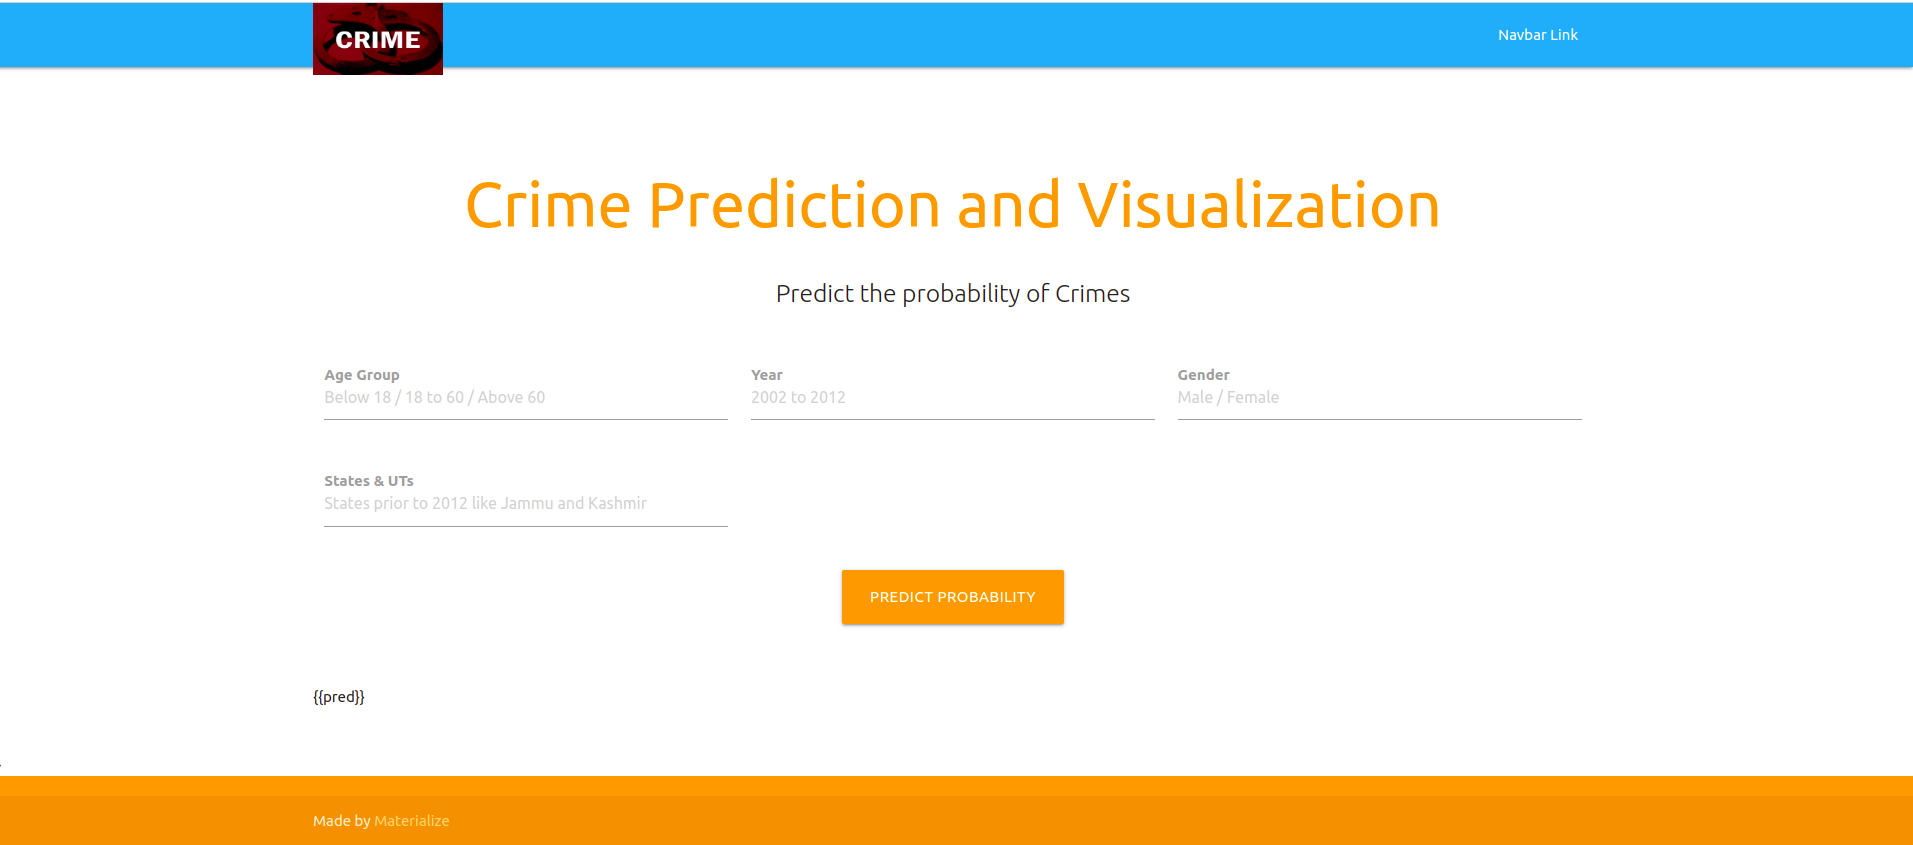 CRIME
Navbar Link
Crime Prediction and Visualization
Predict the probability of Crimes
Age Group
Below 18 / 18 to 60 / Above 60
Year
2002 to 2012
Gender
Male / Female
States & UTs
States prior to 2012 like Jammu and Kashmir
PREDICT PROBABILITY
{{pred}}
Made by Materialize